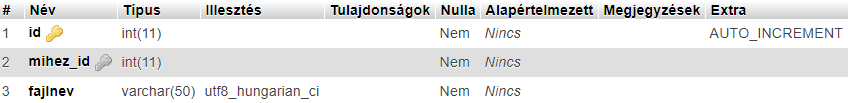 # Név Típus Illesztés Tulajdonságok Nulla Alapértelmezett Megjegyzések Extra
1 id int(11) Nem Nincs AUTO_INCREMENT
2 mihez_id int(11) Nem Nincs
3 fajlnev varchar(50) utf8_hungarian_ci Nem Nincs